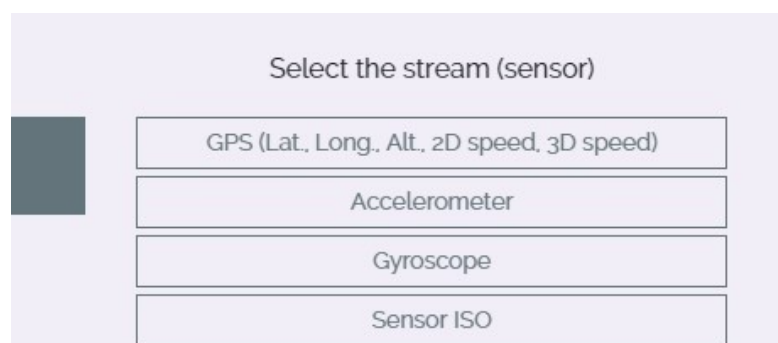 Select the stream (sensor)
GPS (Lat., Long., Alt., 2D speed, 3D speed)
Accelerometer
Gyroscope
Sensor ISO